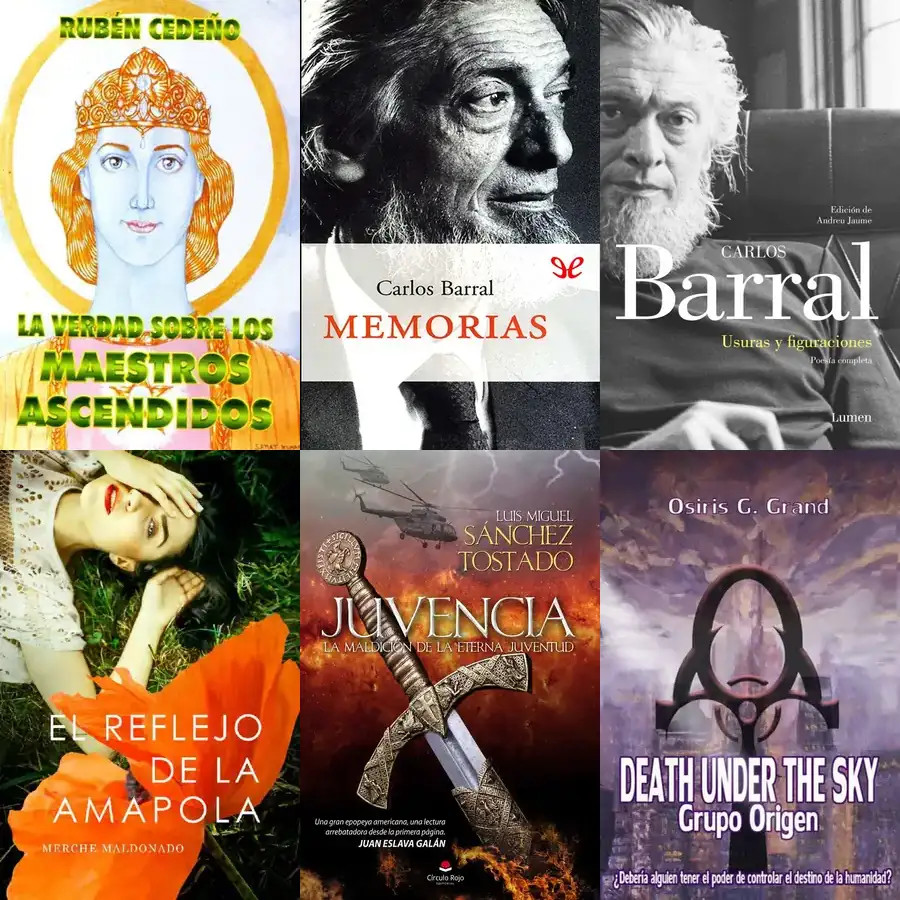 RUBÉN CEDEÑO
LA VERDAD SOBRE LOS
MAESTROS
ASCENDIDOS
Carlos Barral
MEMORIAS
Edición de
Andreu Jaume
CARLOS
Barral
Usuras y figuraciones
Poesía completa
Lumen
EL REFLEJO
DE LA
AMAPOLA
MERCHE MALDONADO
LUIS MIGUEL
SÁNCHEZ
TOSTADO
JUVENCIA
LA MALDICIÓN DE LA ETERNA JUVENTUD
Una gran epopeya americana, una lectura
arrebatadora desde la primera página.
JUAN ESLAVA GALÁN
Círculo Rojo
Osiris G. Grand
DEATH UNDER THE SKY
Grupo Origen
¿Debería alguien tener el poder de controlar el destino de la humanidad?